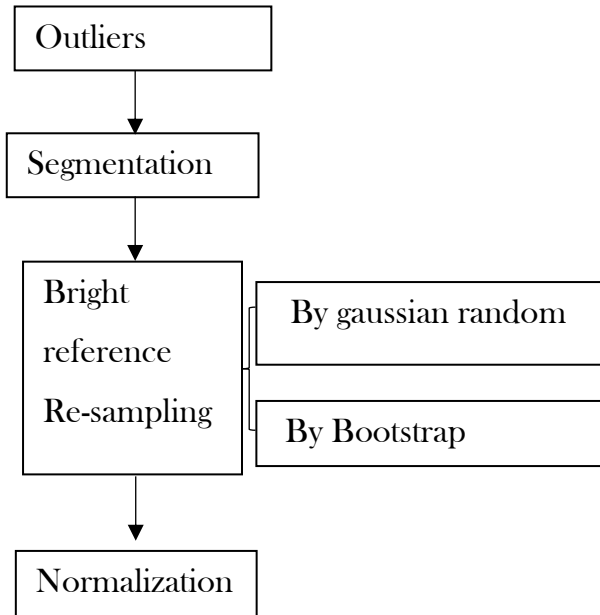 Outliers
Segmentation
Bright
reference
Re-sampling
By gaussian random
By Bootstrap
Normalization